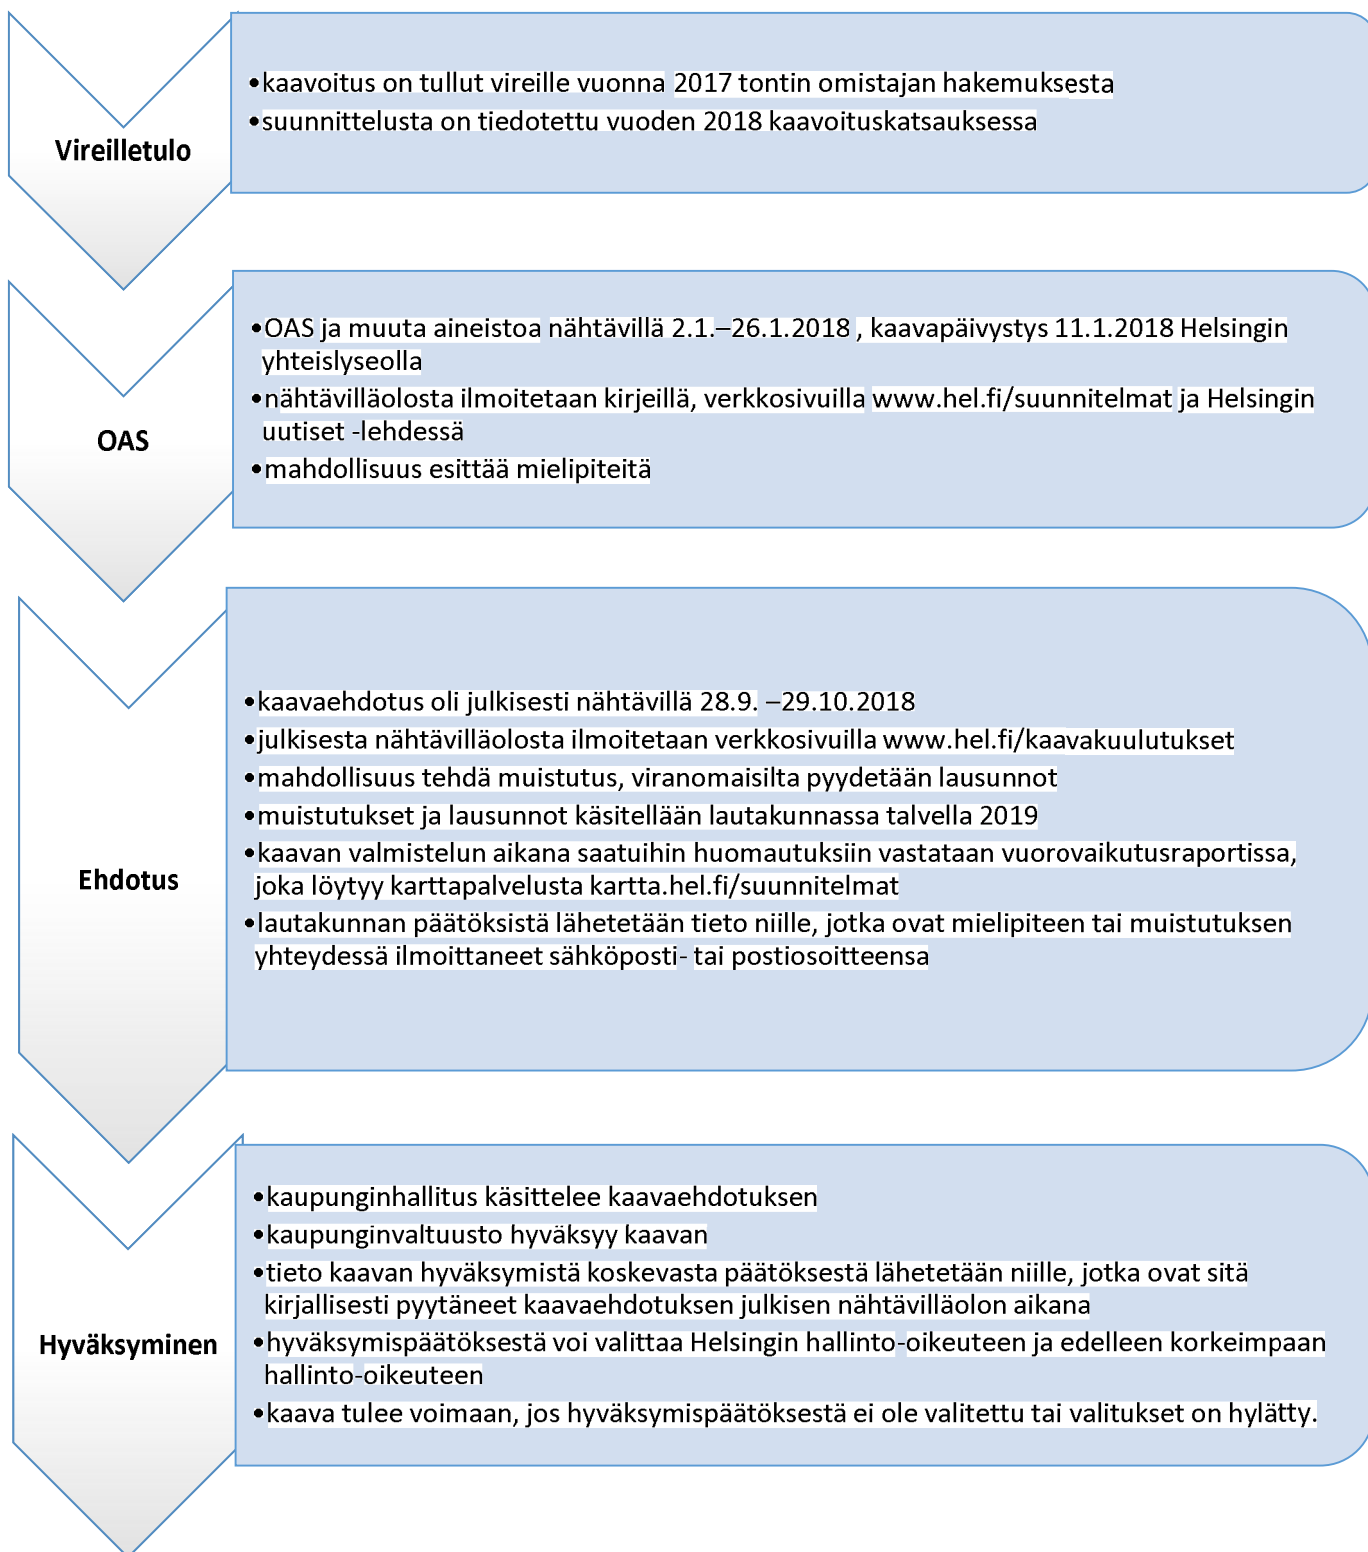 Vireilletulo
•kaavoitus on tullut vireille vuonna 2017 tontin omistajan hakemuksesta
•suunnittelusta on tiedotettu vuoden 2018 kaavoituskatsauksessa
OAS
•OAS ja muuta aineistoa nähtävillä 2.1.–26.1.2018 , kaavapäivystys 11.1.2018 Helsingin
yhteislyseolla
•nähtävilläolosta ilmoitetaan kirjeillä, verkkosivuilla www.hel.fi/suunnitelmat ja Helsingin
uutiset -lehdessä
•mahdollisuus esittää mielipiteitä
Ehdotus
•kaavaehdotus oli julkisesti nähtävillä 28.9. –29.10.2018
•julkisesta nähtävilläolosta ilmoitetaan verkkosivuilla www.hel.fi/kaavakuulutukset
•mahdollisuus tehdä muistutus, viranomaisilta pyydetään lausunnot
•muistutukset ja lausunnot käsitellään lautakunnassa talvella 2019
•kaavan valmistelun aikana saatuihin huomautuksiin vastataan vuorovaikutusraportissa,
joka löytyy karttapalvelusta kartta.hel.fi/suunnitelmat
•lautakunnan päätöksistä lähetetään tieto niille, jotka ovat mielipiteen tai muistutuksen
yhteydessä ilmoittaneet sähköposti- tai postiosoitteensa
Hyväksyminen
•kaupunginhallitus käsittelee kaavaehdotuksen
•kaupunginvaltuusto hyväksyy kaavan
•tieto kaavan hyväksymistä koskevasta päätöksestä lähetetään niille, jotka ovat sitä
kirjallisesti pyytäneet kaavaehdotuksen julkisen nähtävilläolon aikana
•hyväksymispäätöksestä voi valittaa Helsingin hallinto-oikeuteen ja edelleen korkeimpaan
hallinto-oikeuteen
•kaava tulee voimaan, jos hyväksymispäätöksestä ei ole valitettu tai valitukset on hylätty.